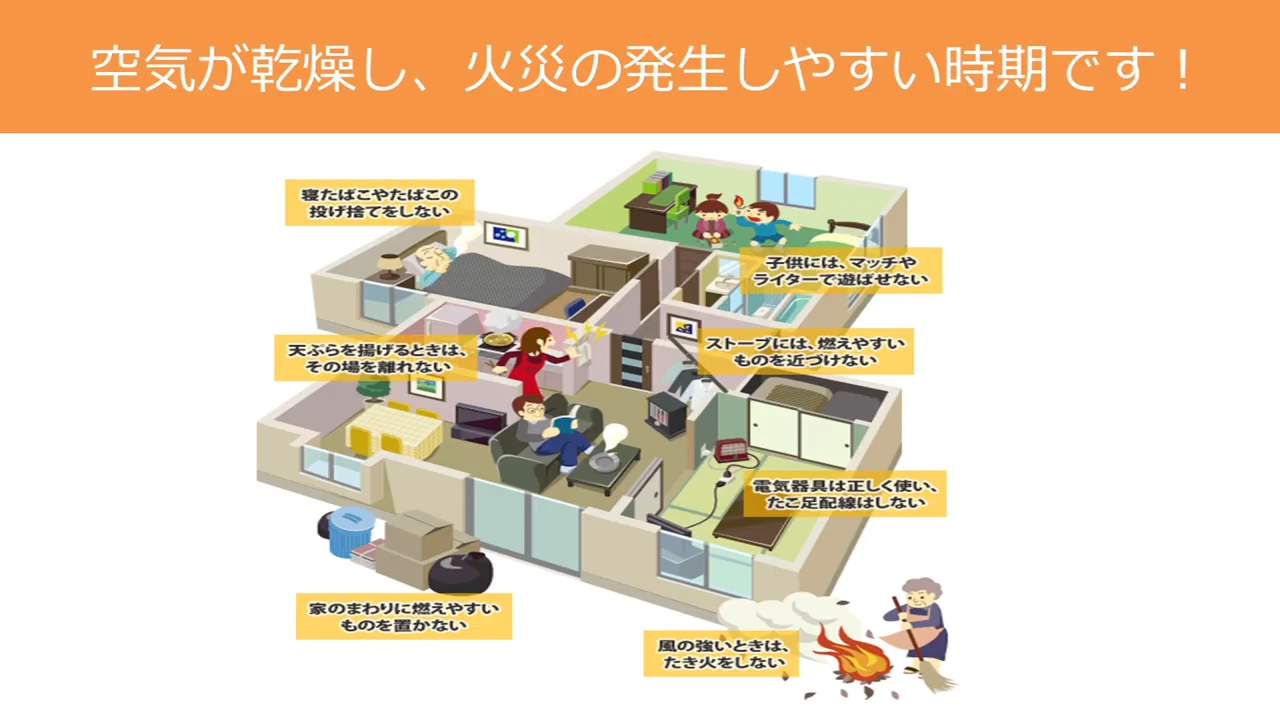 空気が乾燥し、火災の発生しやすい時期です！
寝たばこやたばこの
投げ捨てをしない
子供には、マッチや
ライターで遊ばせない
天ぷらを揚げるときは、
その場を離れない
ストーブには、燃えやすい
ものを近づけない
電気器具は正しく使い、
たこ足配線はしない
家のまわりに燃えやすい
ものを置かない
風の強いときは、
たき火をしない